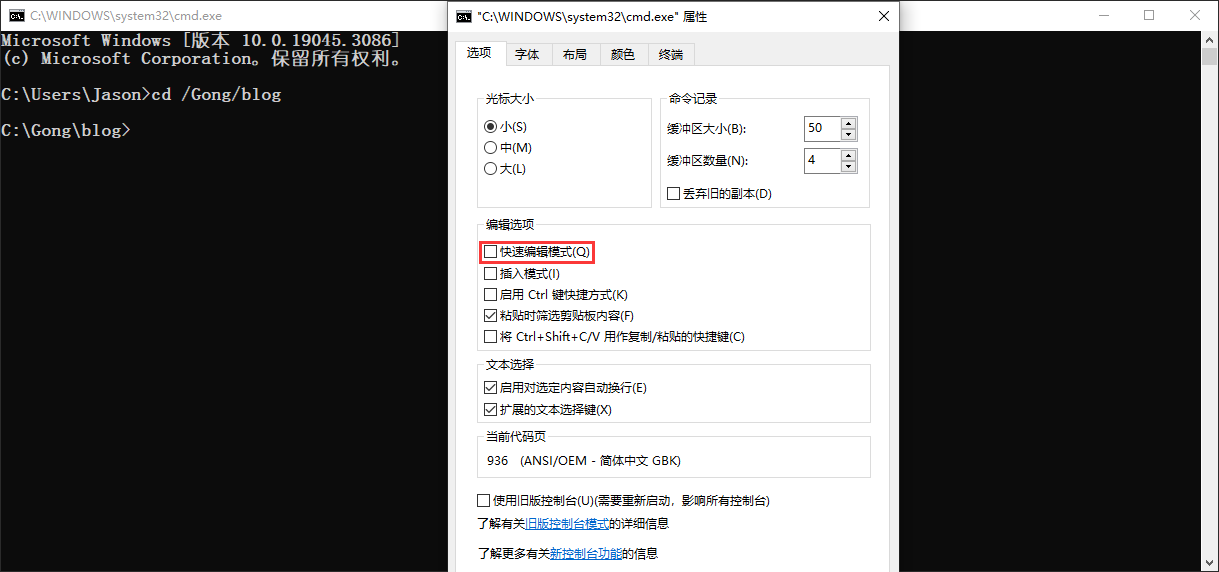 C:\WINDOWS\system32\cmd.exe
Microsoft Windows [版本 10.0.19045.3086]
(c) Microsoft Corporation。保留所有权利。
C:\Users\Jason>cd /Gong/blog
C:\Gong\blog>
"C:\WINDOWS\system32\cmd.exe" 属性
选项 字体 布局 颜色 终端
光标大小
小(S)
中(M)
大(L)
命令记录
缓冲区大小(B): 50
缓冲区数量(N): 4
丢弃旧的副本(D)
编辑选项
快速编辑模式(Q)
插入模式(I)
启用 Ctrl 键快捷方式(K)
粘贴时筛选剪贴板内容(F)
将 Ctrl+Shift+C/V 用作复制/粘贴的快捷键(C)
文本选择
启用对选定内容自动换行(E)
扩展的文本选择键(X)
当前代码页
936 (ANSI/OEM - 简体中文 GBK)
使用旧版控制台(U)(需要重新启动，影响所有控制台)
了解有关旧版控制台模式的详细信息
了解更多有关新控制台功能的信息